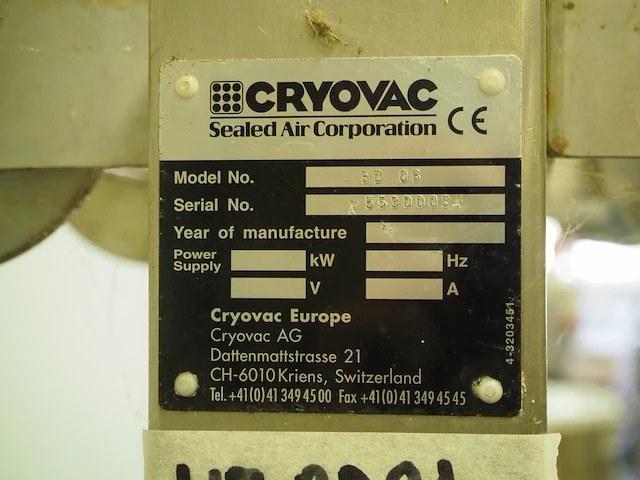 CRYOVAC
Sealed Air Corporation CE
Model No.
Serial No.
Year of manufacture
Power Supply kW Hz
V A
Cryovac Europe
Cryovac AG
Dattenmattstrasse 21
CH-6010 Kriens, Switzerland
Tel. +41(0)41 349 45 00 Fax +41(0)41 349 45 45
4-3203451